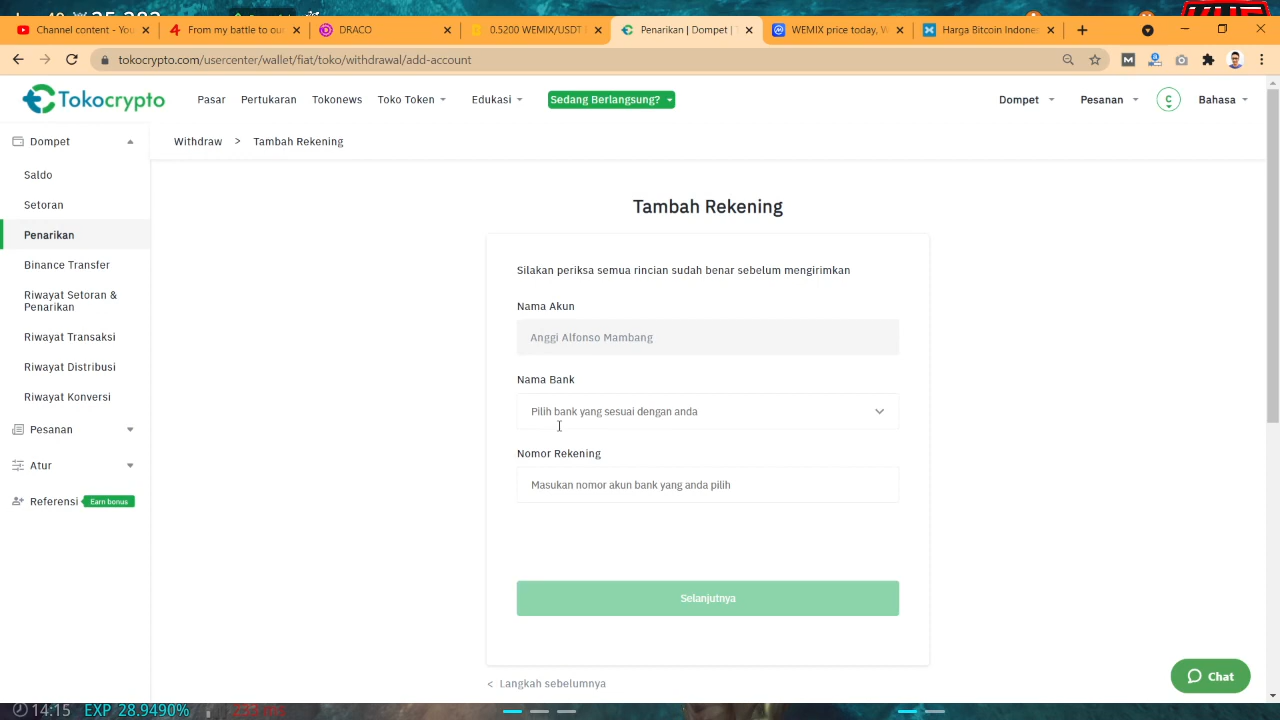 Channel content - You
From my battle to our
DRACO
0.5200 WEMIX/USDT
Penarikan | Dompet | T
WEMIX price today, W
Harga Bitcoin Indones
tokocrypto.com/usercenter/wallet/fiat/toko/withdrawal/add-account
Tokocrypto
Pasar
Pertukaran
Tokonews
Toko Token
Edukasi
Sedang Berlangsung?
Dompet
Pesanan
Bahasa
Dompet
Saldo
Setoran
Penarikan
Binance Transfer
Riwayat Setoran &
Penarikan
Riwayat Transaksi
Riwayat Distribusi
Riwayat Konversi
Pesanan
Atur
Referensi
Earn bonus
Withdraw > Tambah Rekening
Tambah Rekening
Silakan periksa semua rincian sudah benar sebelum mengirimkan
Nama Akun
Anggi Alfonso Mambang
Nama Bank
Pilih bank yang sesuai dengan anda
Nomor Rekening
Masukan nomor akun bank yang anda pilih
Selanjutnya
< Langkah sebelumnya
Chat
14:15 EXP 28.9490%